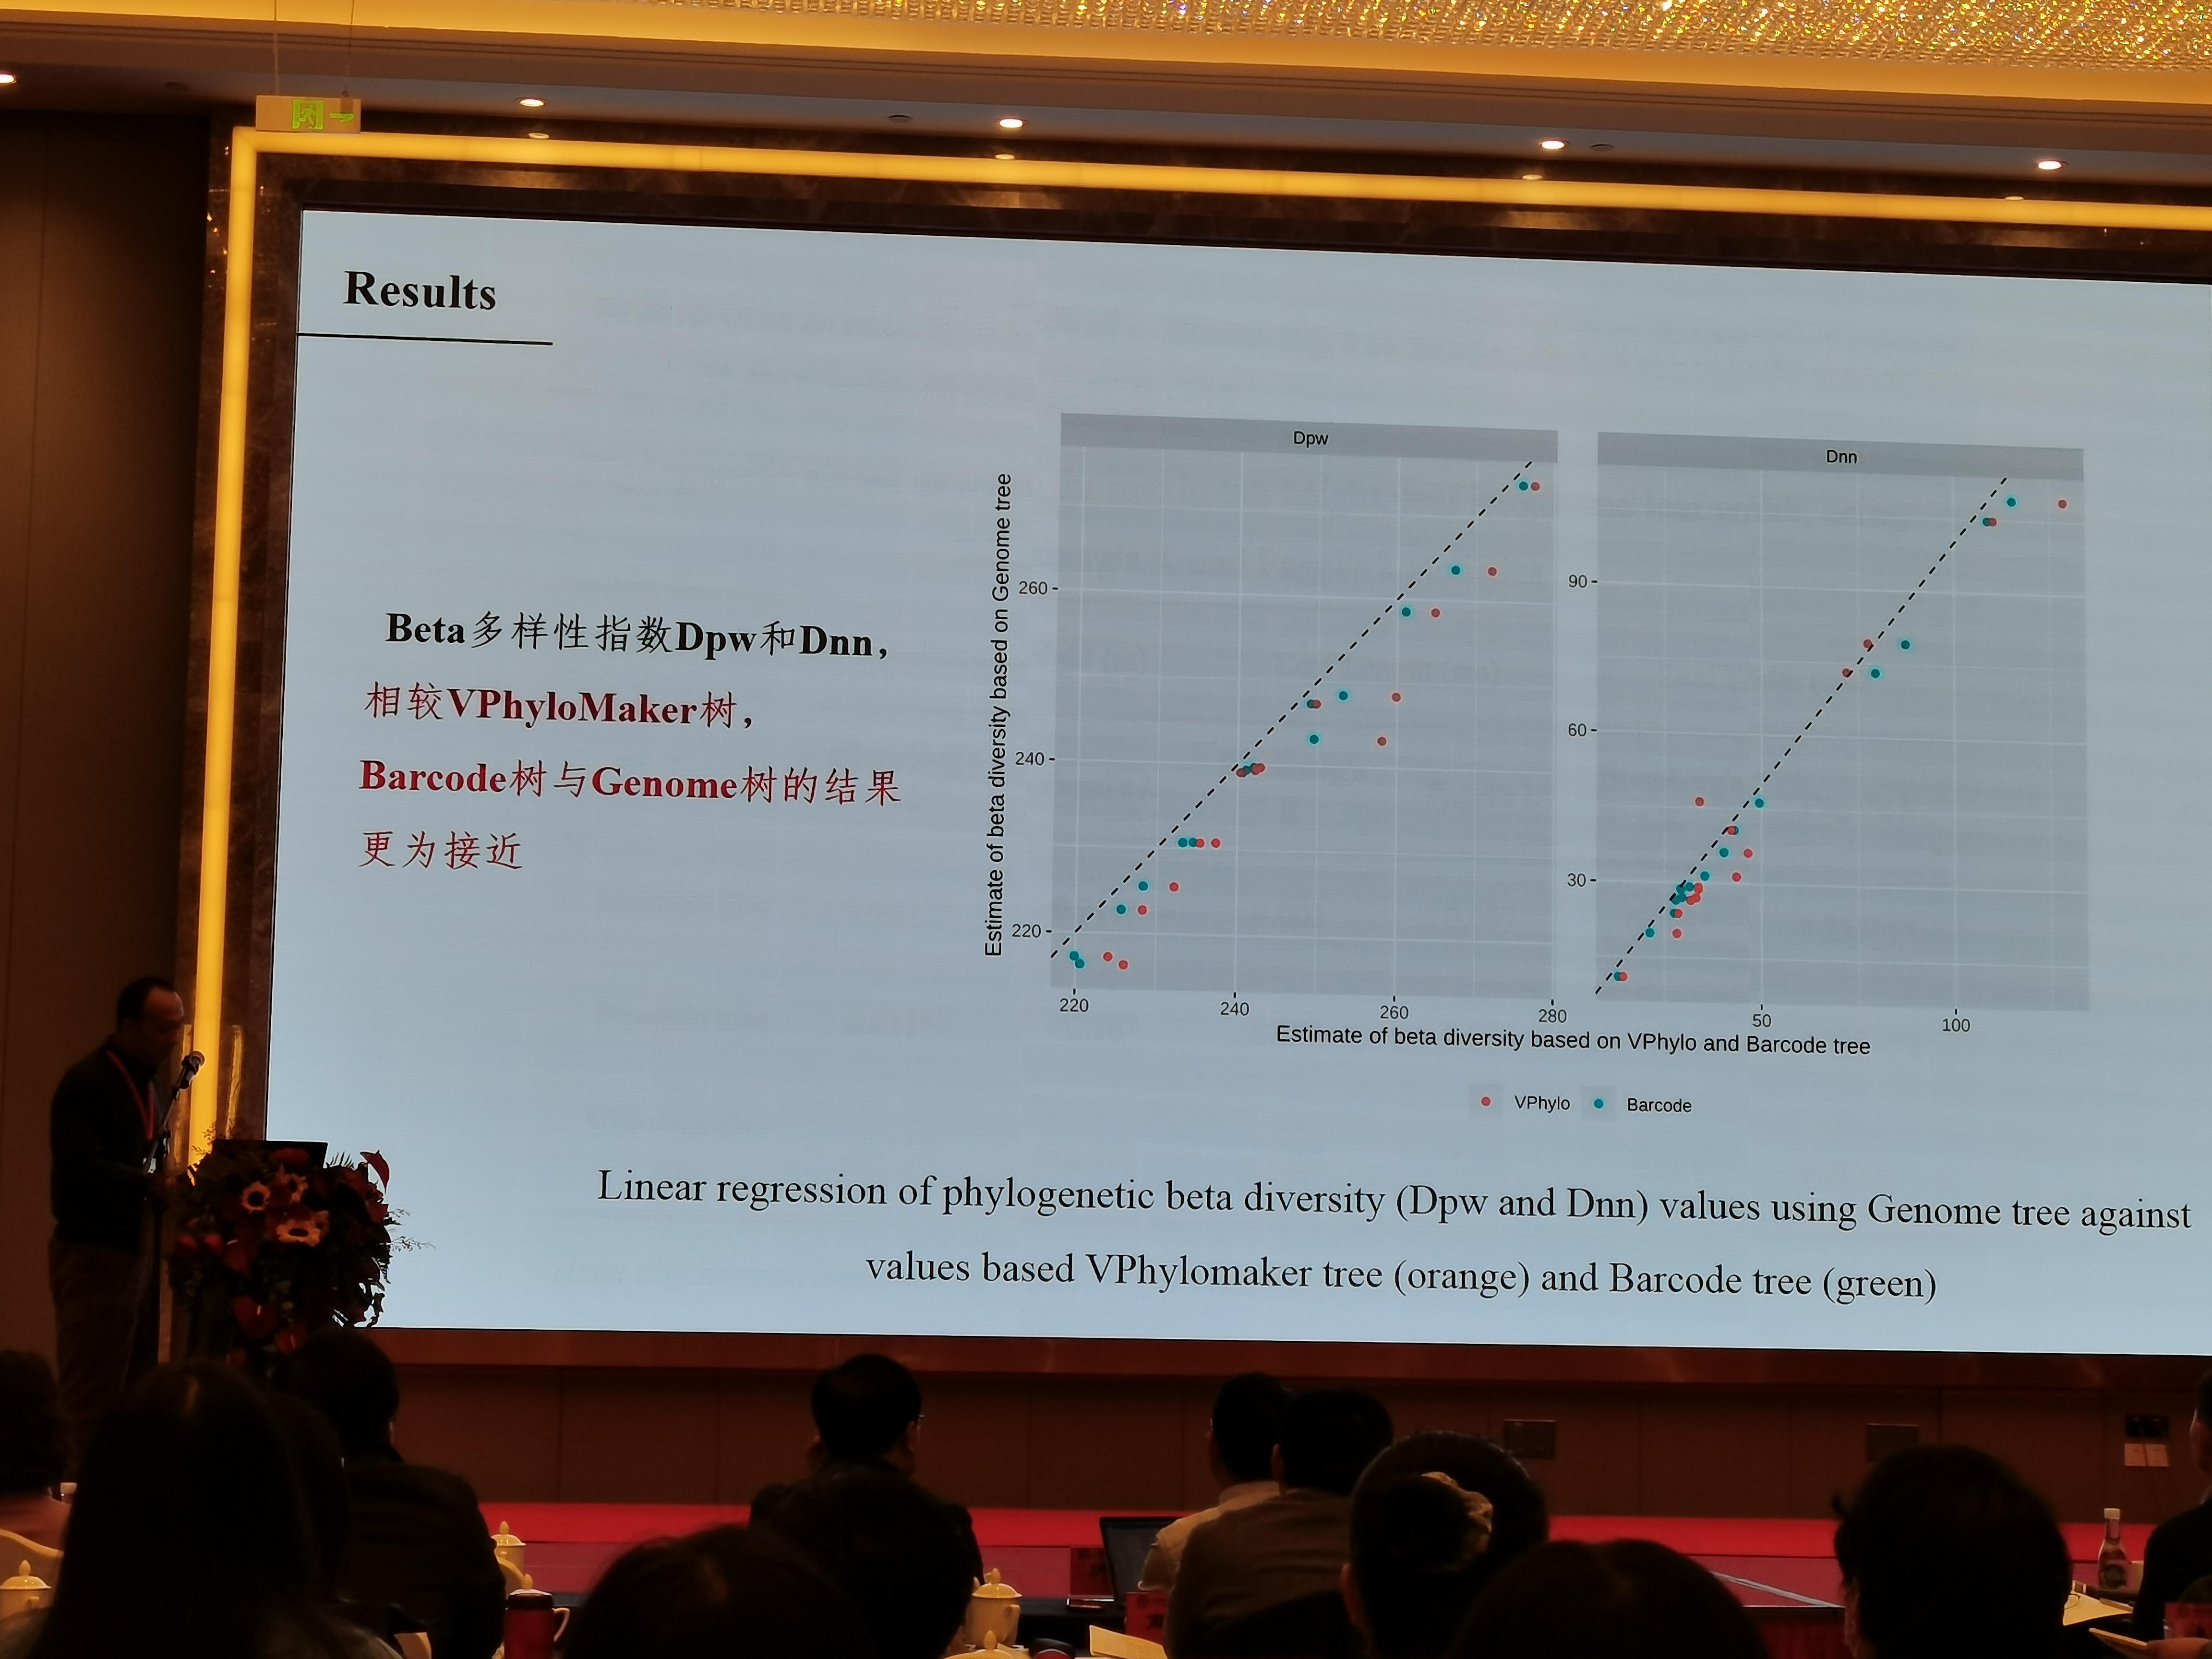 Results
Beta多样性指数Dpw和Dnn，
相较VPhyloMaker树，
Barcode树与Genome树的结果
更为接近
Dpw
Dnn
Estimate of beta diversity based on Genome tree
260
240
220
90
60
30
220
240
260
280
50
100
Estimate of beta diversity based on VPhylo and Barcode tree
VPhylo
Barcode
Linear regression of phylogenetic beta diversity (Dpw and Dnn) values using Genome tree against
values based VPhylomaker tree (orange) and Barcode tree (green)